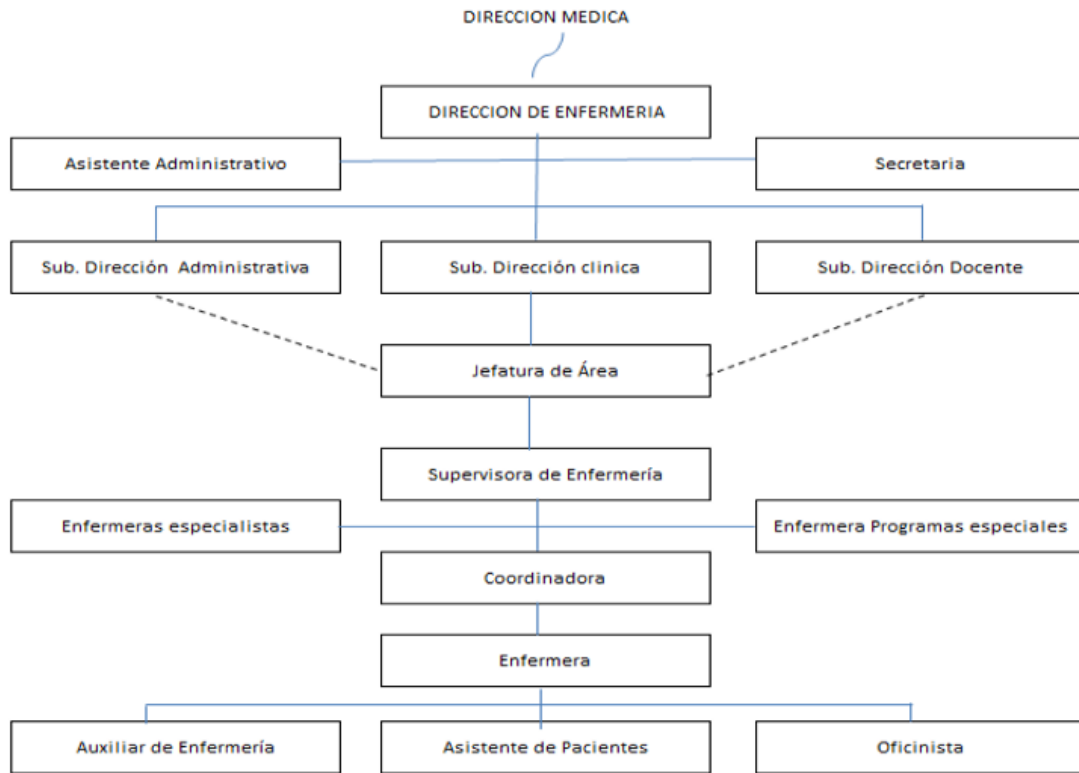 DIRECCION MEDICA
DIRECCION DE ENFERMERIA
Asistente Administrativo
Secretaria
Sub. Dirección Administrativa
Sub. Dirección clinica
Sub. Dirección Docente
Jefatura de Área
Supervisora de Enfermería
Enfermeras especialistas
Enfermera Programas especiales
Coordinadora
Enfermera
Auxiliar de Enfermería
Asistente de Pacientes
Oficinista